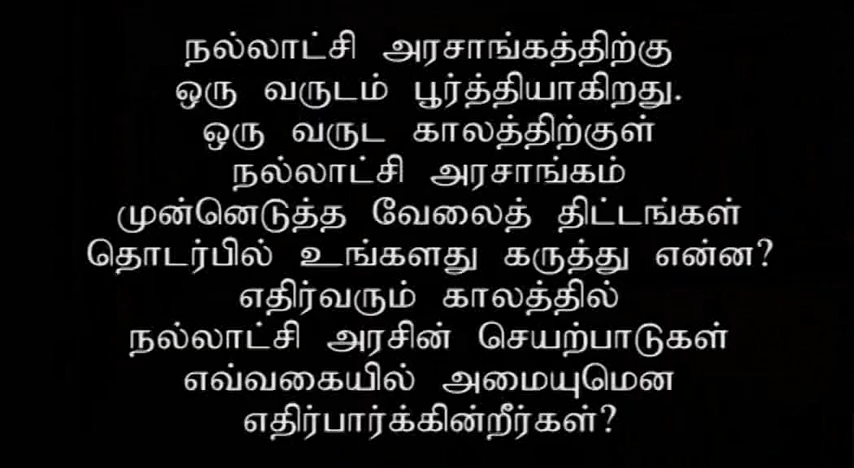 நல்லாட்சி அரசாங்கத்திற்கு
ஒரு வருடம் பூர்த்தியாகிறது.
ஒரு வருட காலத்திற்குள்
நல்லாட்சி அரசாங்கம்
முன்னெடுத்த வேலைத் திட்டங்கள்
தொடர்பில் உங்களது கருத்து என்ன?
எதிர்வரும் காலத்தில்
நல்லாட்சி அரசின் செயற்பாடுகள்
எவ்வகையில் அமையுமென
எதிர்பார்க்கின்றீர்கள்?